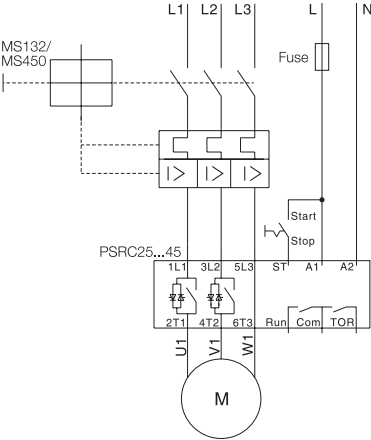 L1 L2 L3 L N
MS132/
MS450
Fuse
I> I> I>
Start
Stop
PSRC25...45
1L1 3L2 5L3 ST A1 A2
2T1 4T2 6T3 Run Com TOR
U1 V1 W1
M